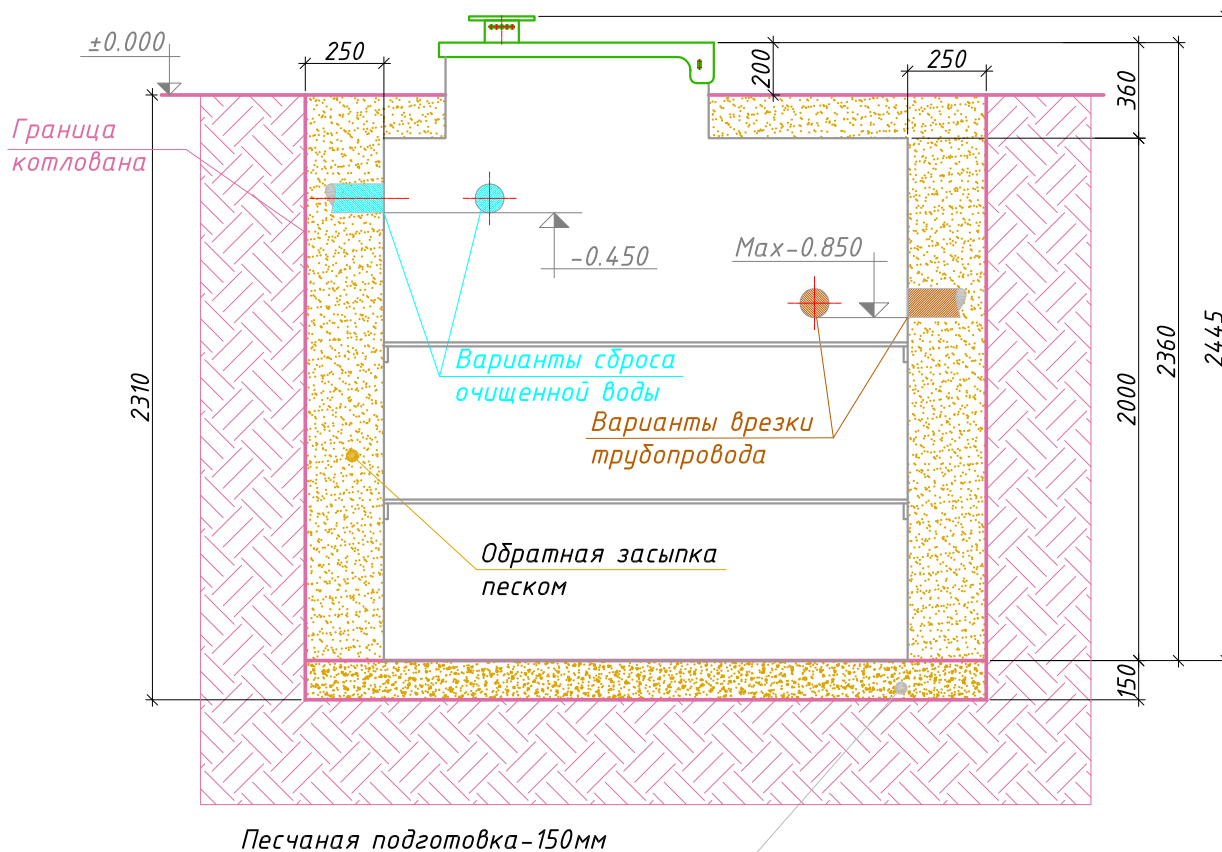 ±0.000
250
200
250
360
Граница
котлована
-0.450
Max-0.850
2445
2360
2310
2000
Варианты сброса
очищенной воды
Варианты врезки
трубопровода
Обратная засыпка
песком
150
Песчаная подготовка-150мм